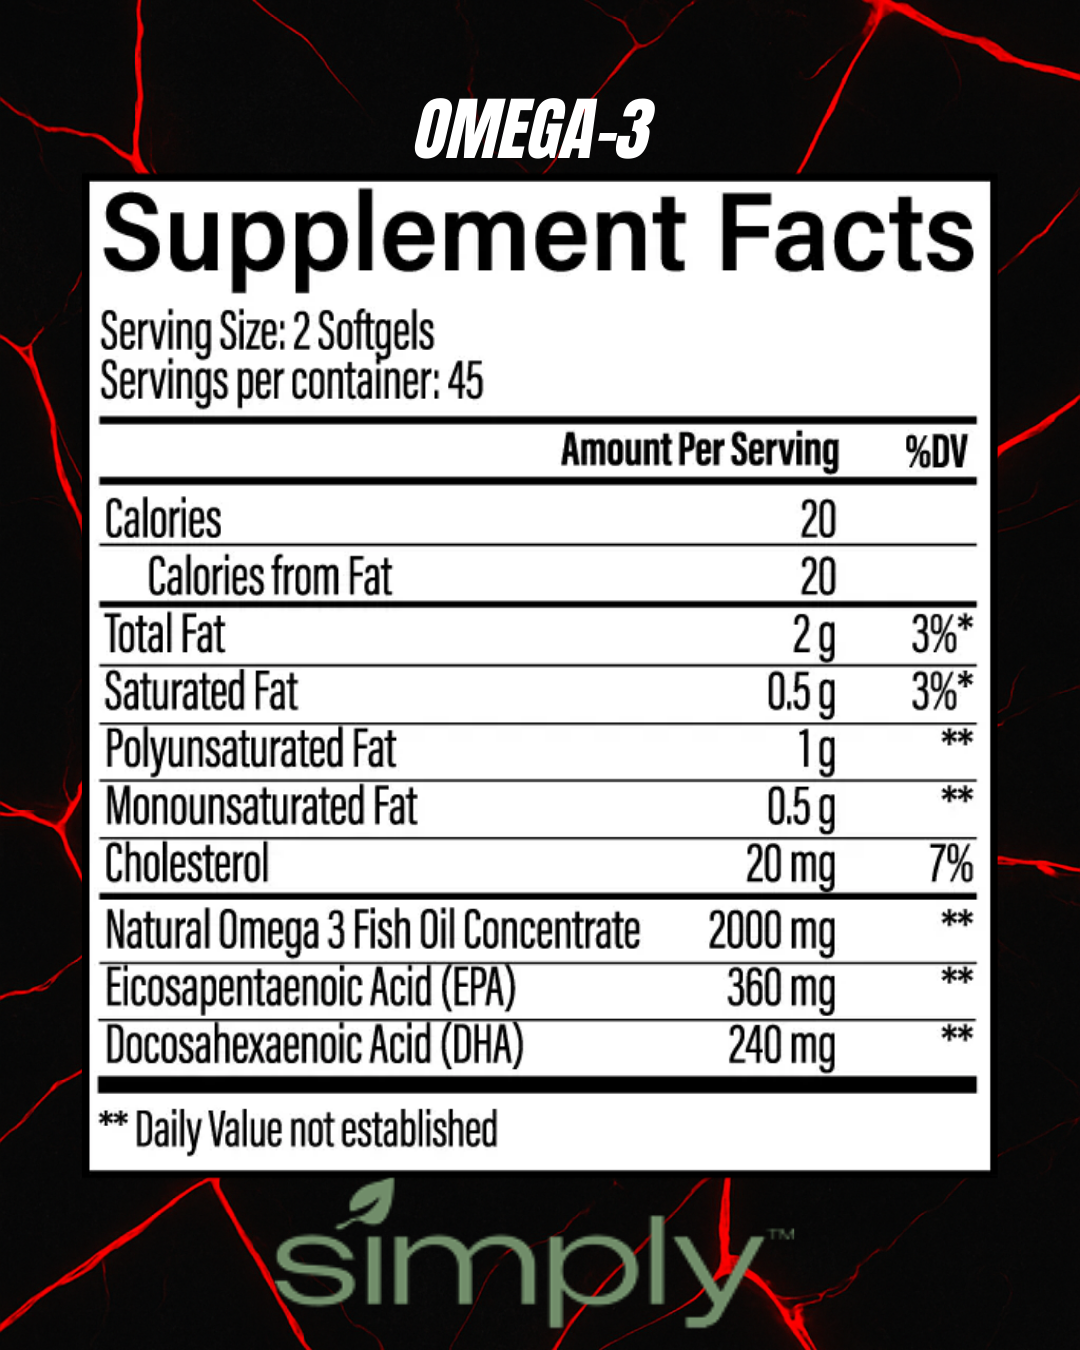 OMEGA-3
Supplement Facts
Serving Size: 2 Softgels
Servings per container: 45
Amount Per Serving %DV
Calories 20
Calories from Fat 20
Total Fat 2 g 3%*
Saturated Fat 0.5 g 3%*
Polyunsaturated Fat 1 g **
Monounsaturated Fat 0.5 g **
Cholesterol 20 mg 7%
Natural Omega 3 Fish Oil Concentrate 2000 mg **
Eicosapentaenoic Acid (EPA) 360 mg **
Docosahexaenoic Acid (DHA) 240 mg **
** Daily Value not established
simply™